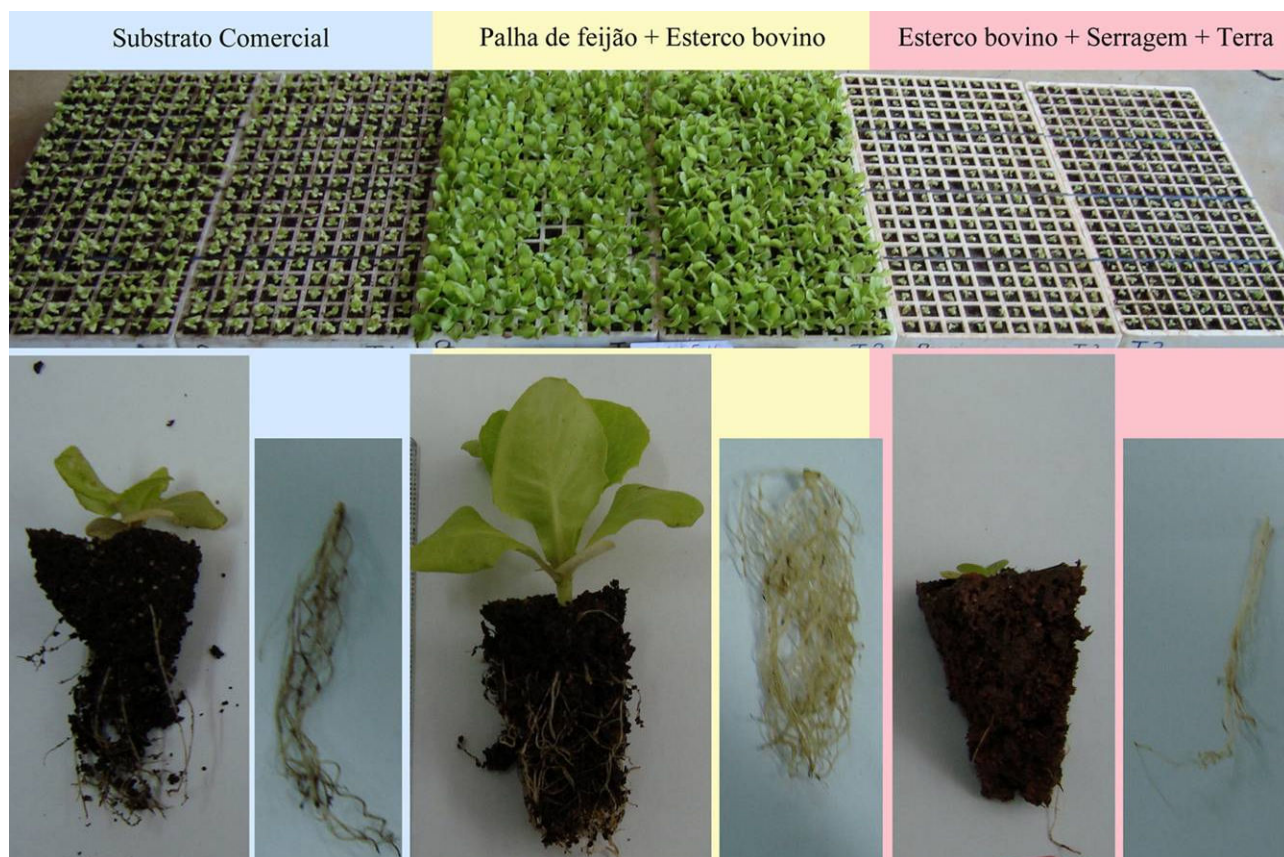 Substrato Comercial
Palha de feijão + Esterco bovino
Esterco bovino + Serragem + Terra